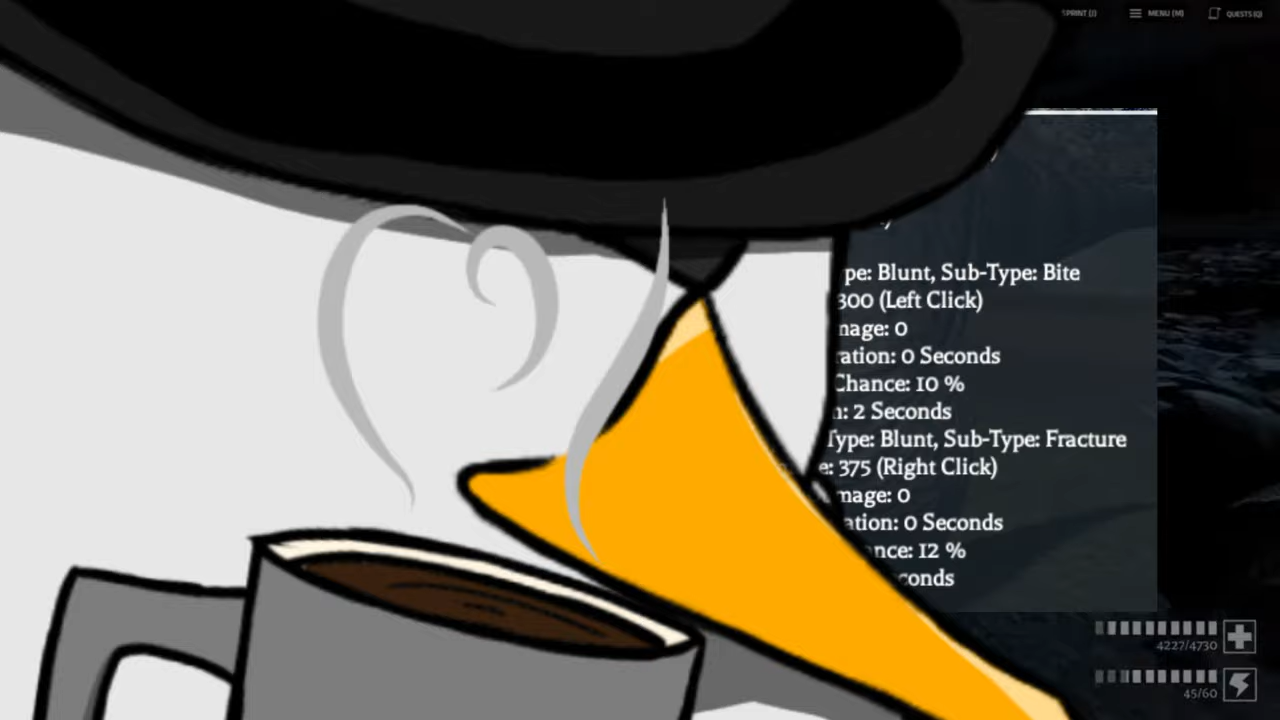 SPRINT (J) MENU (M) QUESTS (Q)
pe: Blunt, Sub-Type: Bite
300 (Left Click)
mage: 0
ration: 0 Seconds
Chance: 10 %
n: 2 Seconds
Type: Blunt, Sub-Type: Fracture
e: 375 (Right Click)
mage: 0
ation: 0 Seconds
ance: 12 %
conds
4227/4730
45/60